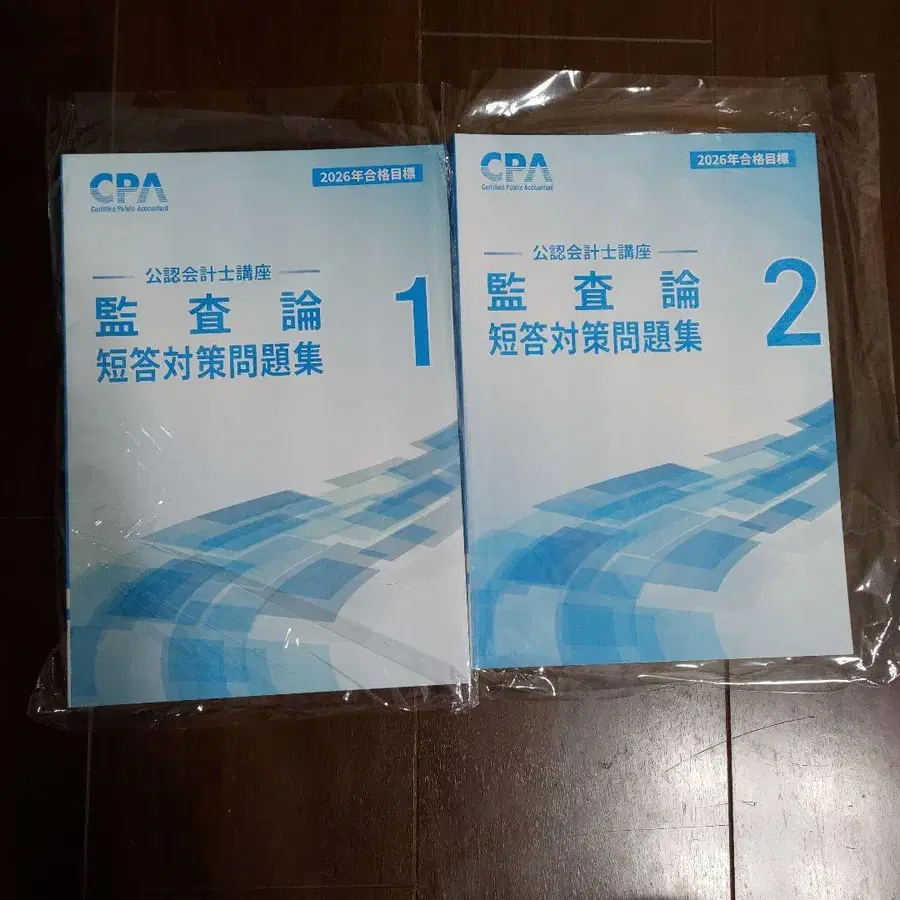 CPA
Certified Public Accountant
2026年合格目標
公認会計士講座
監査論
短答対策問題集
1
CPA
Certified Public Accountant
2026年合格目標
公認会計士講座
監査論
短答対策問題集
2